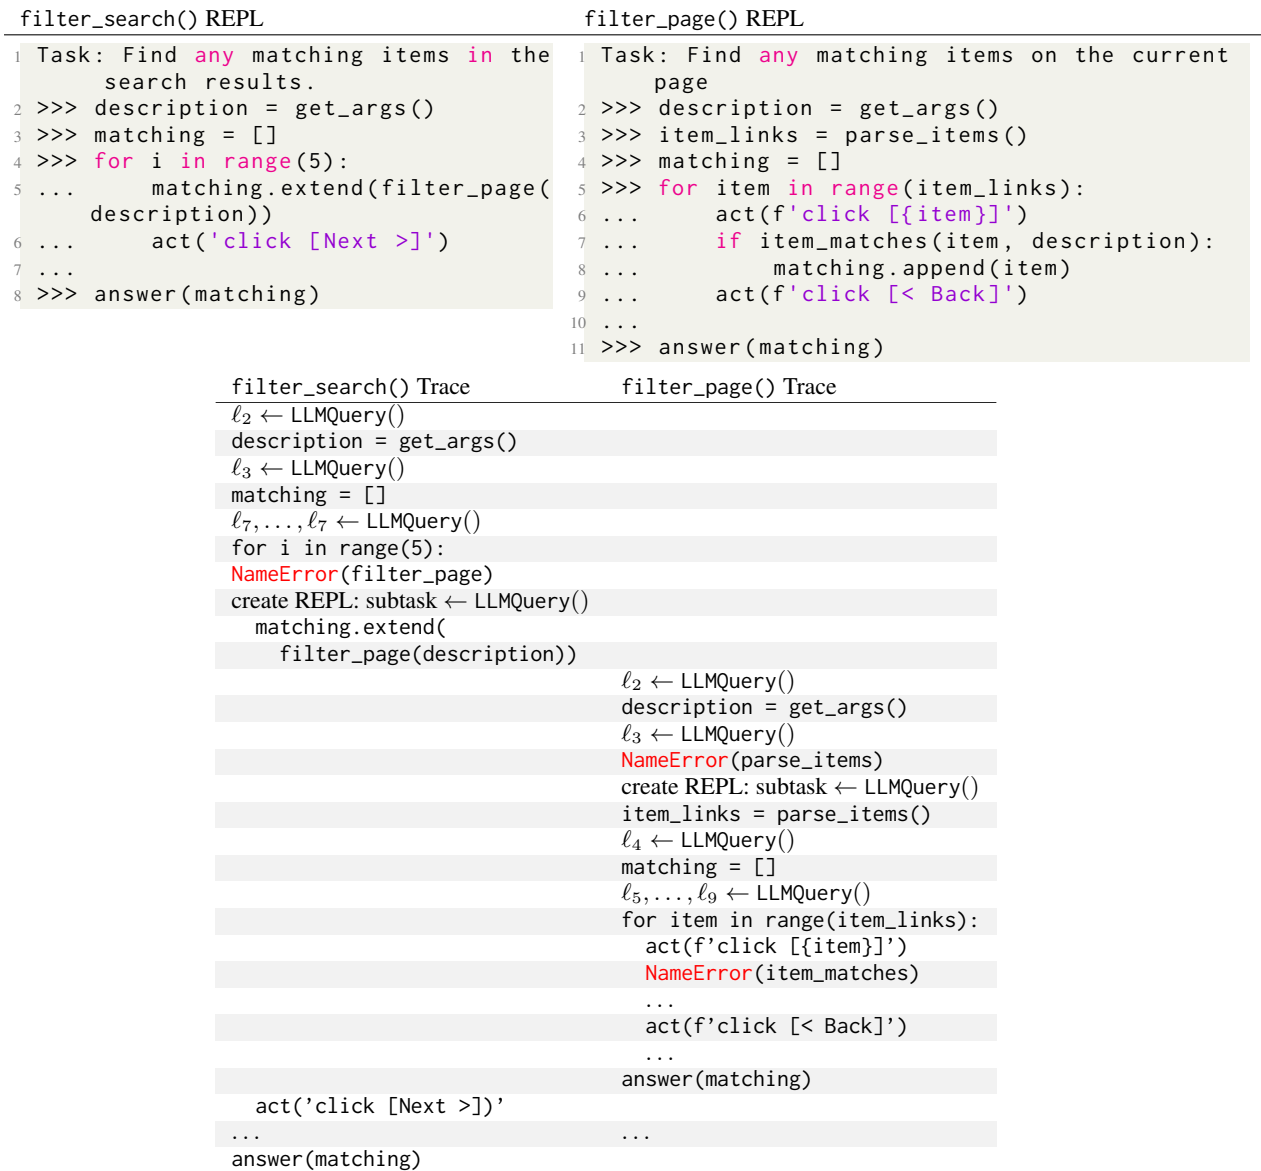 filter_search() REPL
1 Task: Find any matching items in the
search results.
2 >>> description = get_args()
3 >>> matching = []
4 >>> for i in range(5):
5 ...     matching.extend(filter_page(
description))
6 ...     act('click [Next >]')
7 ...
8 >>> answer(matching)
filter_page() REPL
1 Task: Find any matching items on the current
page
2 >>> description = get_args()
3 >>> item_links = parse_items()
4 >>> matching = []
5 >>> for item in range(item_links):
6 ...     act(f'click [{item}]')
7 ...     if item_matches(item, description):
8 ...         matching.append(item)
9 ...     act(f'click [< Back]')
10 ...
11 >>> answer(matching)
filter_search() Trace filter_page() Trace
ℓ2 ← LLMQuery()
description = get_args()
ℓ3 ← LLMQuery()
matching = []
ℓ7, . . . , ℓ7 ← LLMQuery()
for i in range(5):
NameError(filter_page)
create REPL: subtask ← LLMQuery()
matching.extend(
filter_page(description))
ℓ2 ← LLMQuery()
description = get_args()
ℓ3 ← LLMQuery()
NameError(parse_items)
create REPL: subtask ← LLMQuery()
item_links = parse_items()
ℓ4 ← LLMQuery()
matching = []
ℓ5, . . . , ℓ9 ← LLMQuery()
for item in range(item_links):
act(f’click [{item}]’)
NameError(item_matches)
...
act(f’click [< Back]’)
...
answer(matching)
act(’click [Next >])’
... ...
answer(matching)